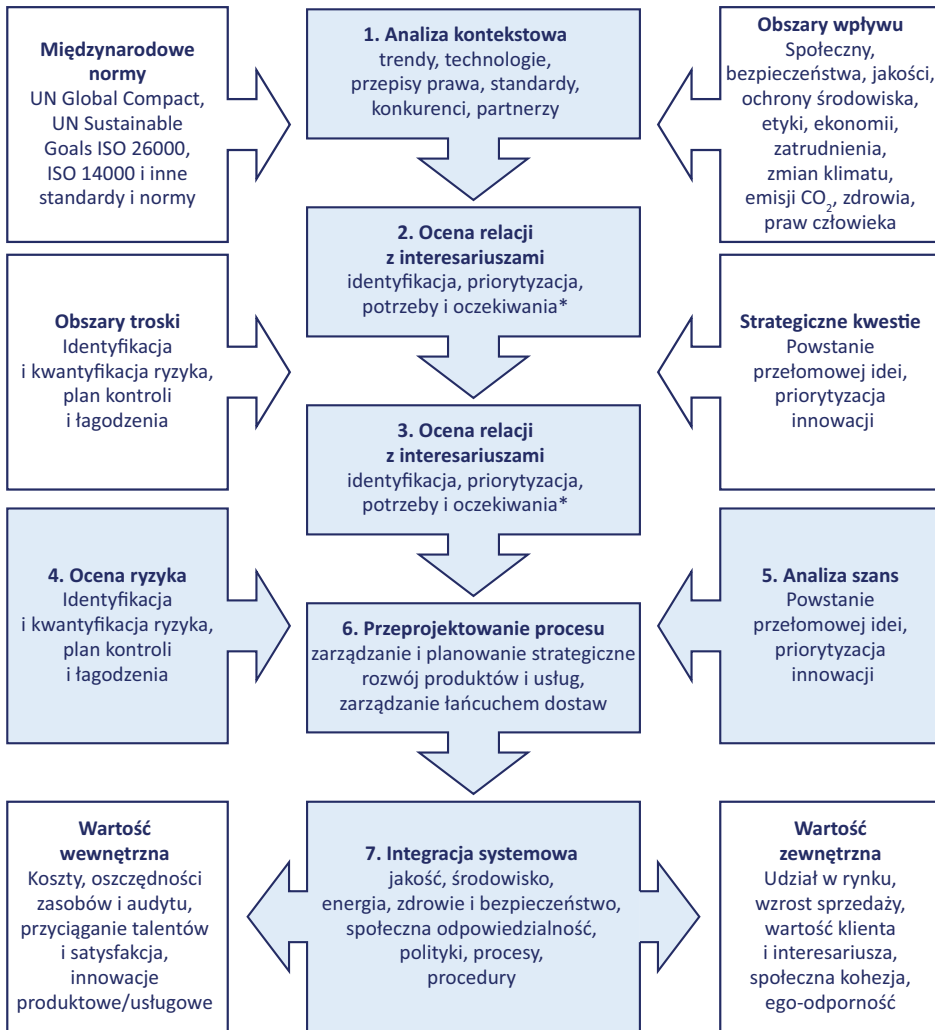 Międzynarodowe
normy
UN Global Compact,
UN Sustainable
Goals ISO 26000,
ISO 14000 i inne
standardy i normy
1. Analiza kontekstowa
trendy, technologie,
przepisy prawa, standardy,
konkurenci, partnerzy
Obszary wpływu
Społeczny,
bezpieczeństwa, jakości,
ochrony środowiska,
etyki, ekonomii,
zatrudnienia,
zmian klimatu,
emisji CO₂, zdrowia,
praw człowieka
2. Ocena relacji
z interesariuszami
identyfikacja, priorytyzacja,
potrzeby i oczekiwania*
Obszary troski
Identyfikacja
i kwantyfikacja ryzyka,
plan kontroli
i łagodzenia
Strategiczne kwestie
Powstanie
przełomowej idei,
priorytyzacja
innowacji
3. Ocena relacji
z interesariuszami
identyfikacja, priorytyzacja,
potrzeby i oczekiwania*
4. Ocena ryzyka
Identyfikacja
i kwantyfikacja ryzyka,
plan kontroli
i łagodzenia
5. Analiza szans
Powstanie
przełomowej idei,
priorytyzacja
innowacji
6. Przeprojektowanie procesu
zarządzanie i planowanie strategiczne
rozwój produktów i usług,
zarządzanie łańcuchem dostaw
Wartość
wewnętrzna
Koszty, oszczędności
zasobów i audytu,
przyciąganie talentów
i satysfakcja,
innowacje
produktowe/usługowe
7. Integracja systemowa
jakość, środowisko,
energia, zdrowie i bezpieczeństwo,
społeczna odpowiedzialność,
polityki, procesy,
procedury
Wartość
zewnętrzna
Udział w rynku,
wzrost sprzedaży,
wartość klienta
i interesariusza,
społeczna kohezja,
ego-odporność